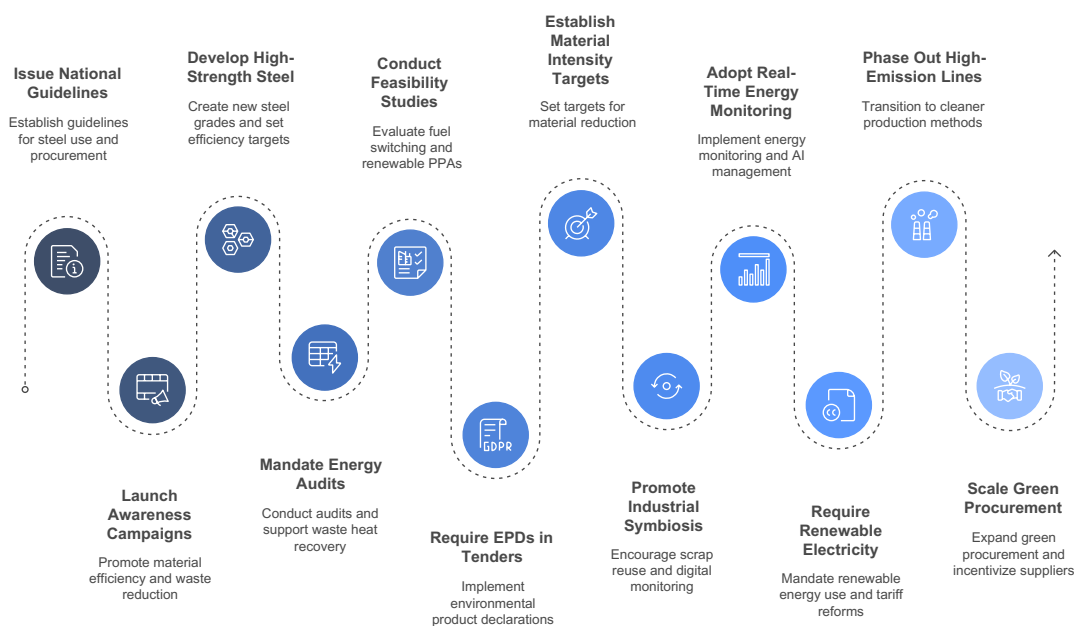 Issue National
Guidelines
Establish guidelines
for steel use and
procurement
Launch
Awareness
Campaigns
Promote material
efficiency and waste
reduction
Develop High-
Strength Steel
Create new steel
grades and set
efficiency targets
Mandate Energy
Audits
Conduct audits and
support waste heat
recovery
Conduct
Feasibility
Studies
Evaluate fuel
switching and
renewable PPAs
GDPR
Require EPDs in
Tenders
Implement
environmental
product declarations
Establish
Material
Intensity
Targets
Set targets for
material reduction
Promote
Industrial
Symbiosis
Encourage scrap
reuse and digital
monitoring
Adopt Real-
Time Energy
Monitoring
Implement energy
monitoring and AI
management
cc
Require
Renewable
Electricity
Mandate renewable
energy use and tariff
reforms
Phase Out High-
Emission Lines
Transition to cleaner
production methods
Scale Green
Procurement
Expand green
procurement and
incentivize suppliers